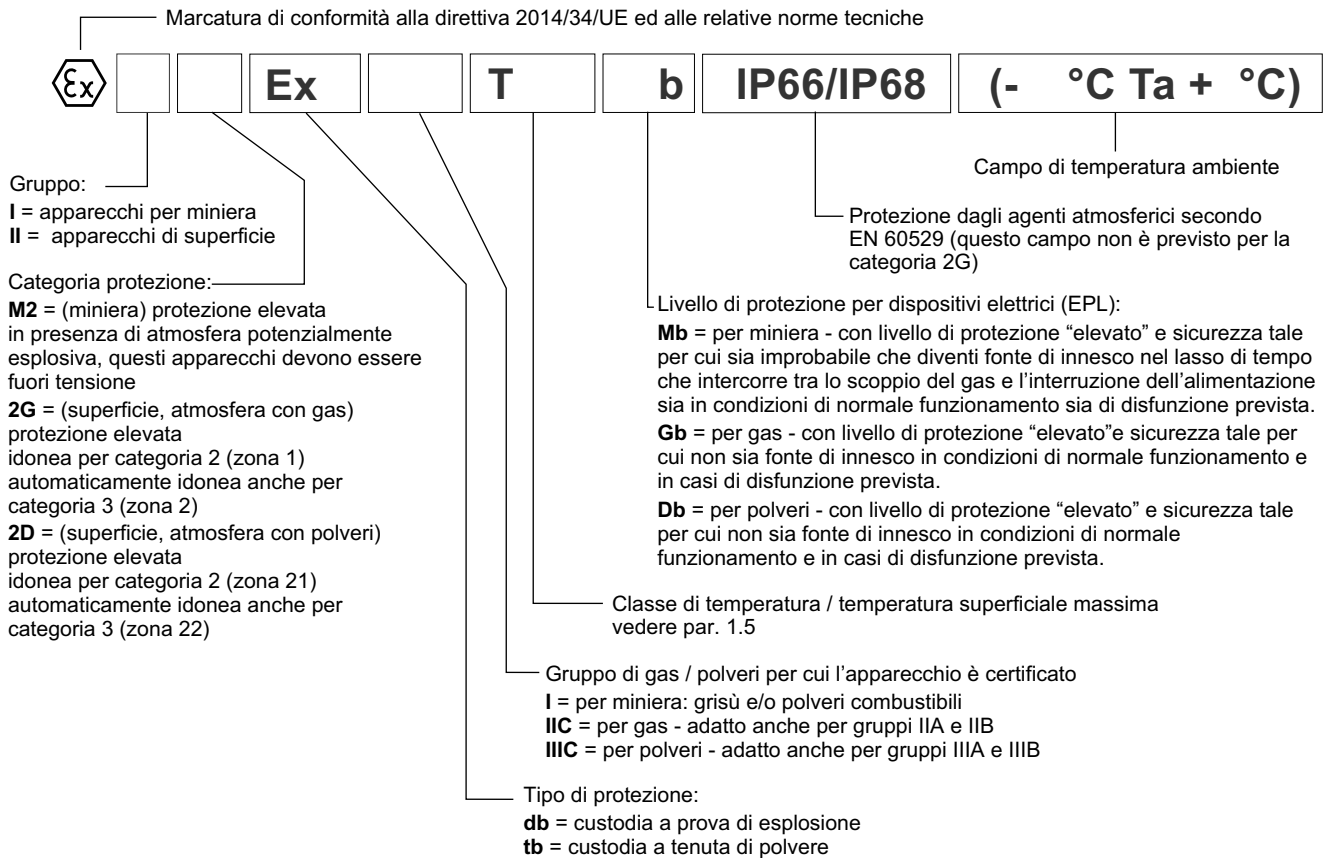 Marcatura di conformità alla direttiva 2014/34/UE ed alle relative norme tecniche
Ex Ex T b IP66/IP68 (- °C Ta + °C)
Campo di temperatura ambiente
Gruppo:
I = apparecchi per miniera
II = apparecchi di superficie
Protezione dagli agenti atmosferici secondo
EN 60529 (questo campo non è previsto per la
categoria 2G)
Categoria protezione:
M2 = (miniera) protezione elevata
in presenza di atmosfera potenzialmente
esplosiva, questi apparecchi devono essere
fuori tensione
2G = (superficie, atmosfera con gas)
protezione elevata
idonea per categoria 2 (zona 1)
automaticamente idonea anche per
categoria 3 (zona 2)
2D = (superficie, atmosfera con polveri)
protezione elevata
idonea per categoria 2 (zona 21)
automaticamente idonea anche per
categoria 3 (zona 22)
Livello di protezione per dispositivi elettrici (EPL):
Mb = per miniera - con livello di protezione “elevato” e sicurezza tale
per cui sia improbabile che diventi fonte di innesco nel lasso di tempo
che intercorre tra lo scoppio del gas e l’interruzione dell’alimentazione
sia in condizioni di normale funzionamento sia di disfunzione prevista.
Gb = per gas - con livello di protezione “elevato”e sicurezza tale per
cui non sia fonte di innesco in condizioni di normale funzionamento e
in casi di disfunzione prevista.
Db = per polveri - con livello di protezione “elevato” e sicurezza tale
per cui non sia fonte di innesco in condizioni di normale
funzionamento e in casi di disfunzione prevista.
Classe di temperatura / temperatura superficiale massima
vedere par. 1.5
Gruppo di gas / polveri per cui l’apparecchio è certificato
I = per miniera: grisù e/o polveri combustibili
IIC = per gas - adatto anche per gruppi IIA e IIB
IIIC = per polveri - adatto anche per gruppi IIIA e IIIB
Tipo di protezione:
db = custodia a prova di esplosione
tb = custodia a tenuta di polvere